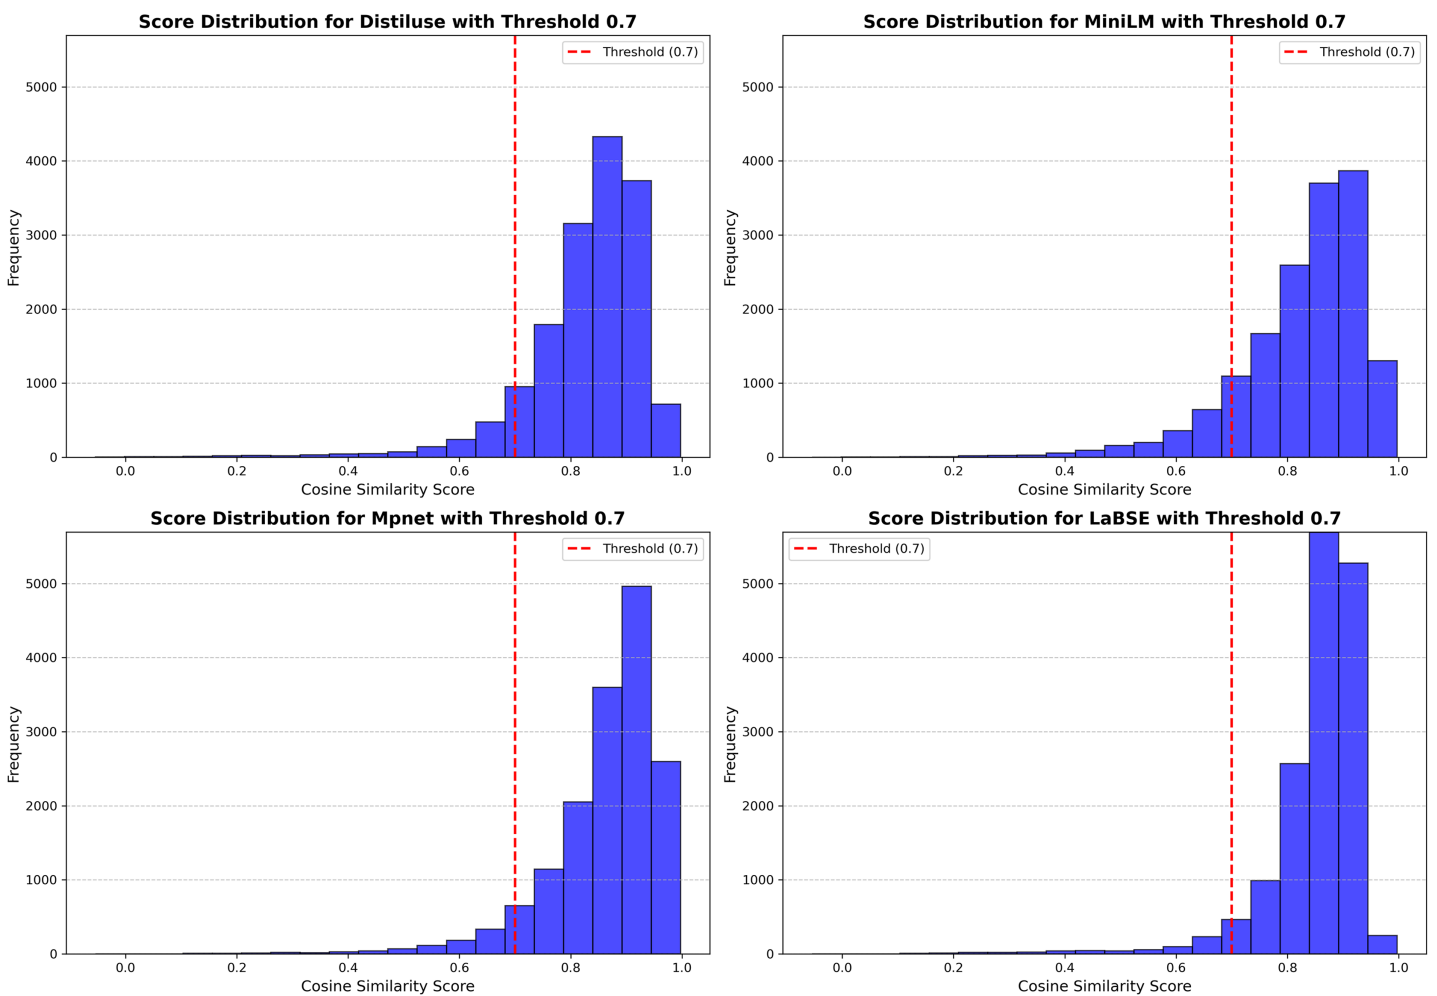 Score Distribution for Distiluse with Threshold 0.7
Threshold (0.7)
Frequency
5000
4000
3000
2000
1000
0
0.0 0.2 0.4 0.6 0.8 1.0
Cosine Similarity Score
Score Distribution for MiniLM with Threshold 0.7
Threshold (0.7)
Frequency
5000
4000
3000
2000
1000
0
0.0 0.2 0.4 0.6 0.8 1.0
Cosine Similarity Score
Score Distribution for Mpnet with Threshold 0.7
Threshold (0.7)
Frequency
5000
4000
3000
2000
1000
0
0.0 0.2 0.4 0.6 0.8 1.0
Cosine Similarity Score
Score Distribution for LaBSE with Threshold 0.7
Threshold (0.7)
Frequency
5000
4000
3000
2000
1000
0
0.0 0.2 0.4 0.6 0.8 1.0
Cosine Similarity Score